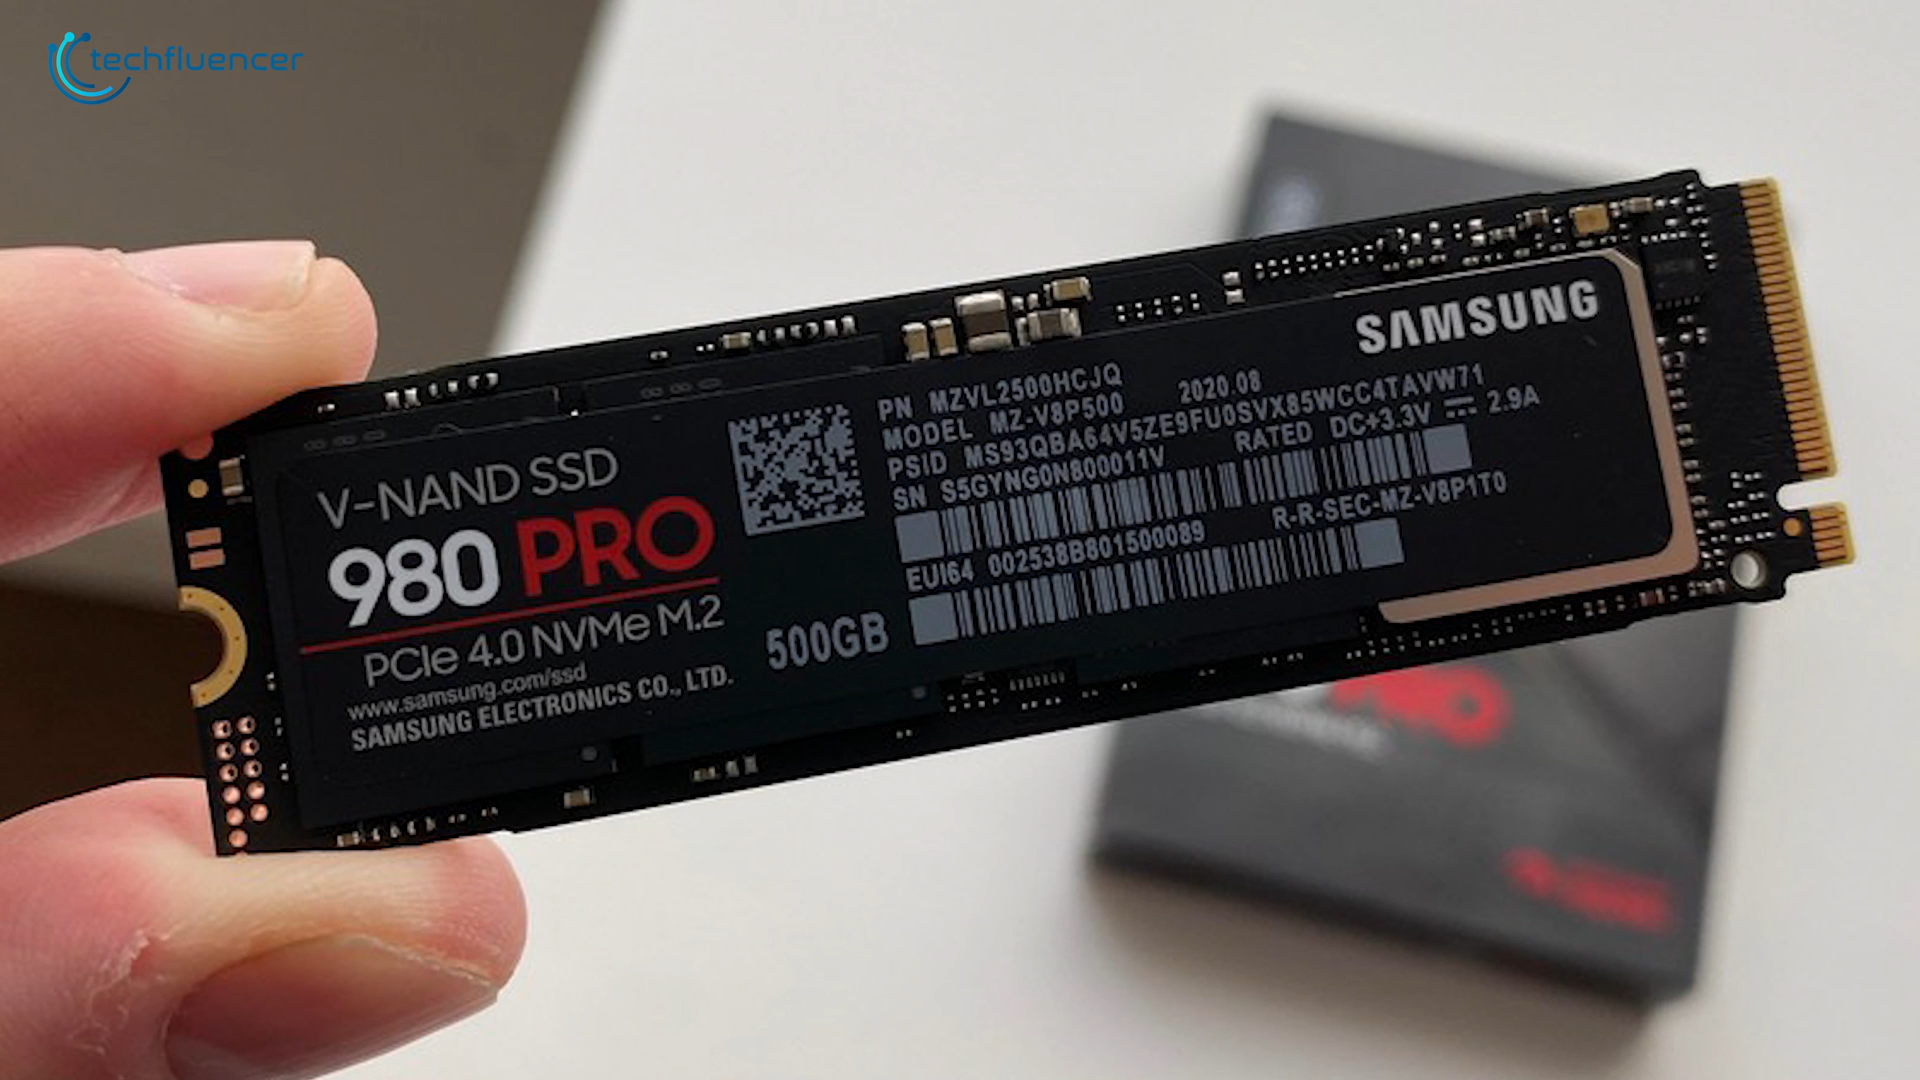 techfluencer
SAMSUNG
PN MZVL2500HCJQ
MODEL MZ-V8P500 2020.08
PSID MS93QBA64V5ZE9FU0SVX85WCC4TAVW71
SN S5GYNG0N800011V RATED DC+3.3V ⎓ 2.9A
EUI64 002538B801500089 R-R-SEC-MZ-V8P1T0
V-NAND SSD
980 PRO
PCIe 4.0 NVMe M.2
www.samsung.com/ssd
SAMSUNG ELECTRONICS CO., LTD.
500GB
PRO